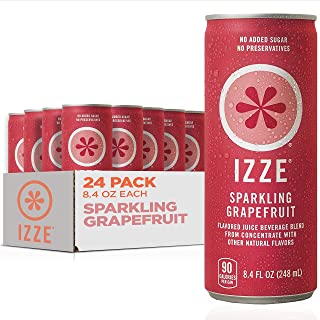 NO ADDED SUGAR
NO PRESERVATIVES
IZZE®
SPARKLING
GRAPEFRUIT
FLAVORED JUICE BEVERAGE BLEND
FROM CONCENTRATE WITH
OTHER NATURAL FLAVORS
90
CALORIES
PER CAN
8.4 FL OZ (248 mL)
24 PACK
8.4 OZ EACH
SPARKLING
GRAPEFRUIT
IZZE